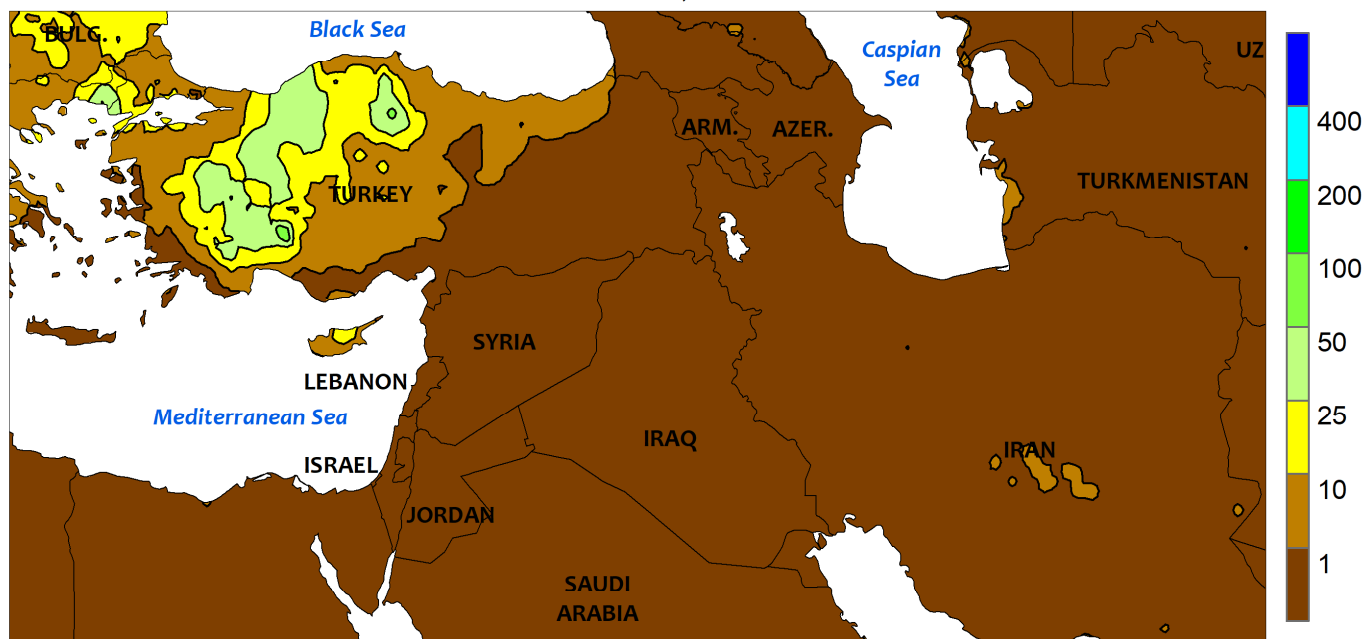 Black Sea
BULG.
Caspian
Sea
UZ
400
ARM.
AZER.
TURKMENISTAN
TURKEY
200
100
SYRIA
50
LEBANON
Mediterranean Sea
25
IRAQ
IRAN
ISRAEL
10
JORDAN
1
SAUDI
ARABIA